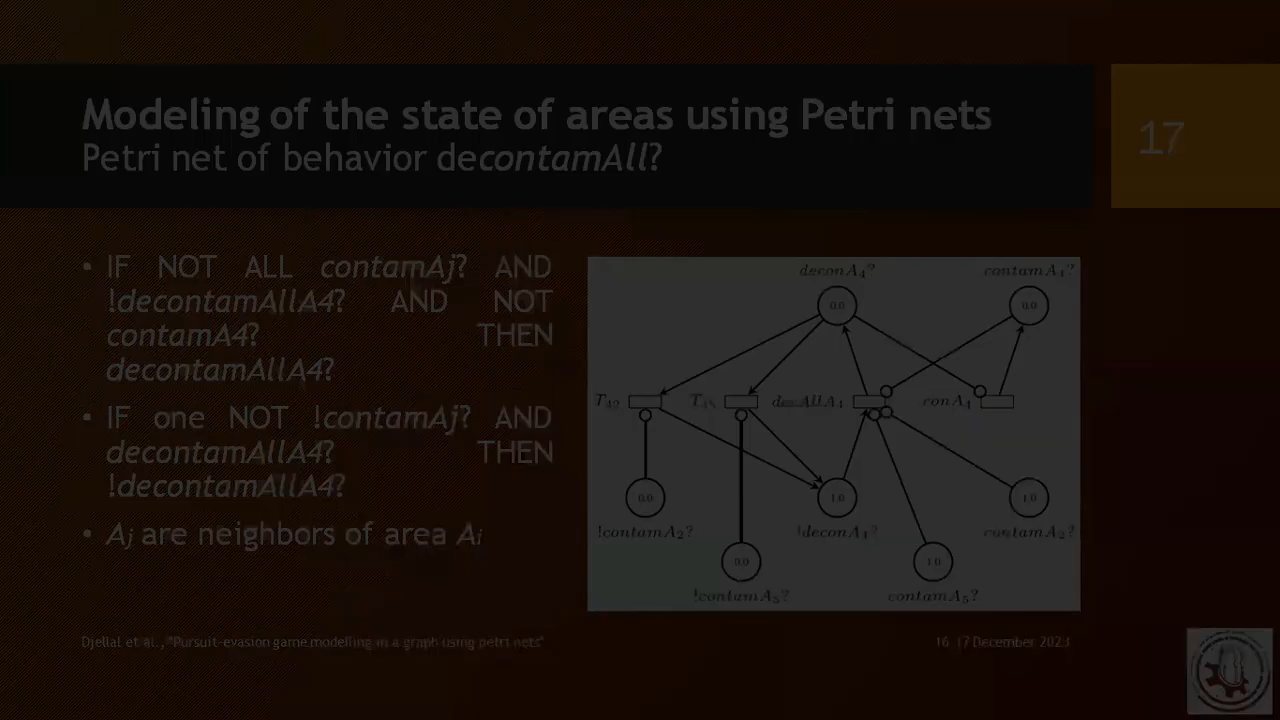 Modeling of the state of areas using Petri nets
Petri net of behavior decontamAll?
17
• IF NOT ALL contamAj? AND
!decontamAllA4? AND NOT
contamA4? THEN
decontamAllA4?
• IF one NOT !contamAj? AND
decontamAllA4? THEN
!decontamAllA4?
• Aj are neighbors of area Ai
deconA4? contamA4?
0.0 0.0
T42 decAllA4 conA4
0.0 1.0 1.0
!contamA2? !deconA4? contamA2?
0.0 1.0
!contamA5? contamA5?
Djellal et al., "Pursuit-evasion game modelling in a graph using petri nets"
16-17 December 2023